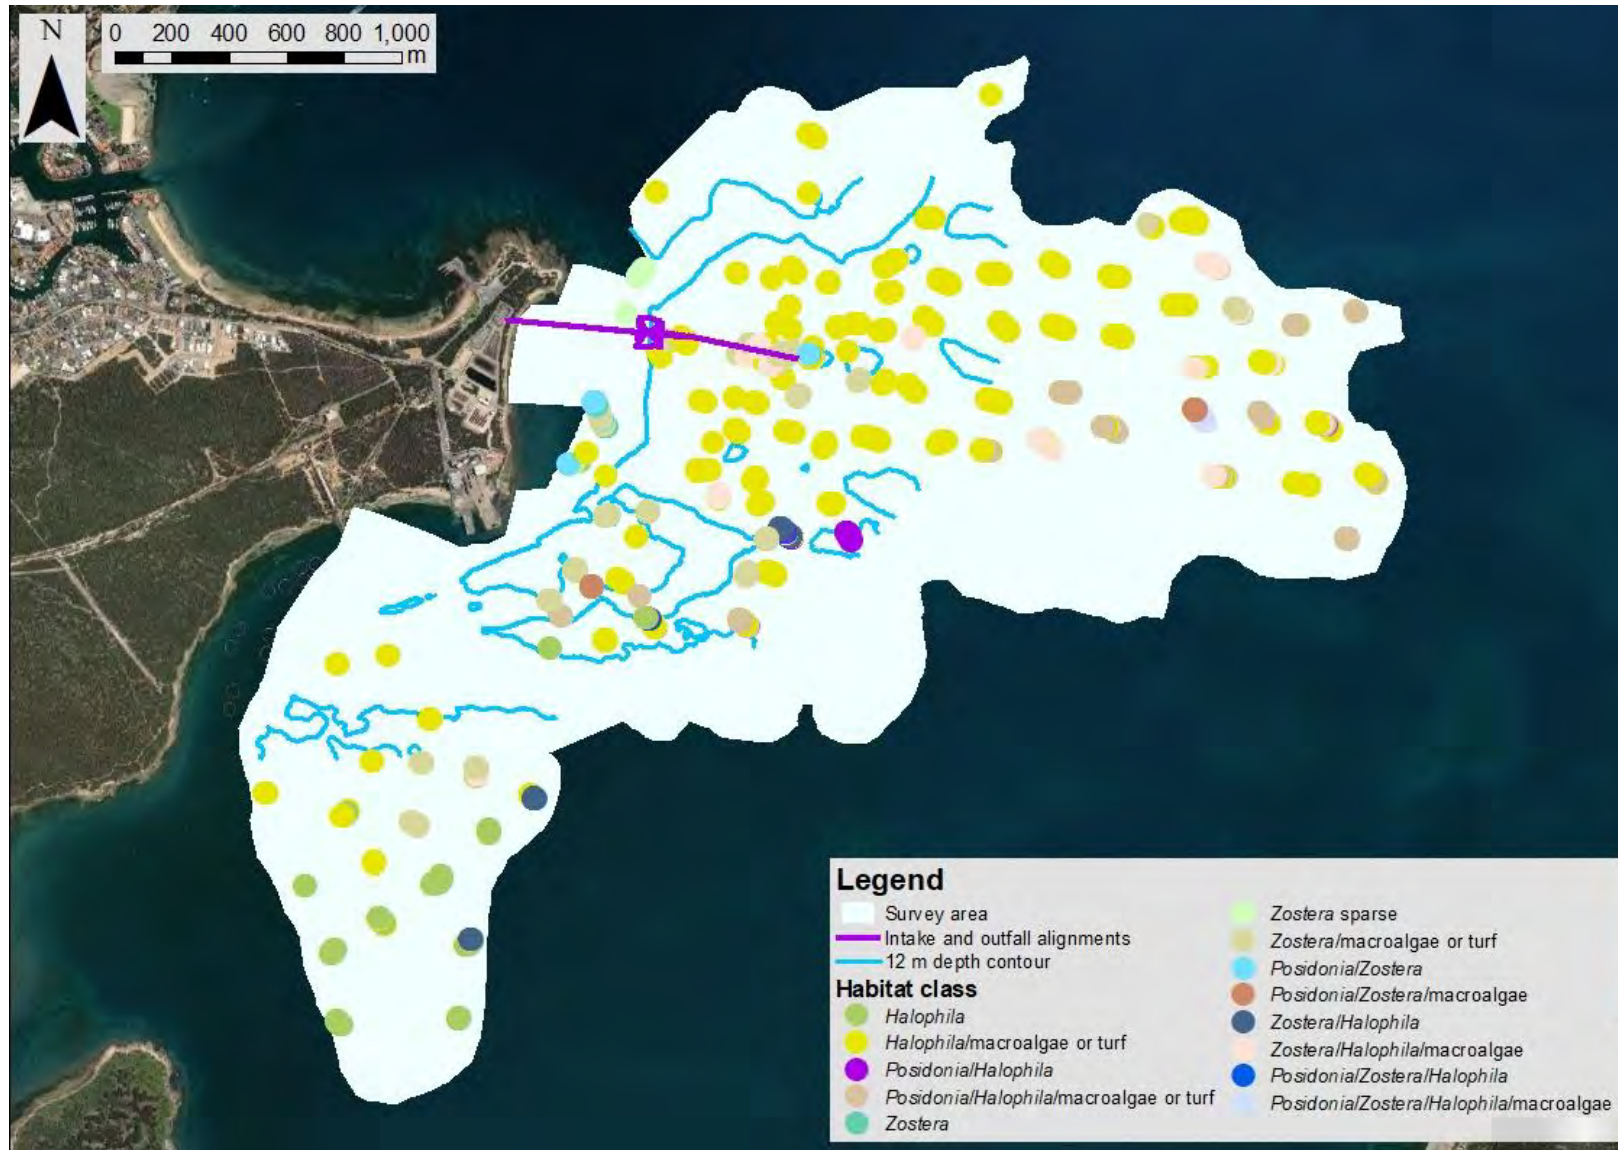 N
0 200 400 600 800 1,000
m
Legend
Survey area
Intake and outfall alignments
12 m depth contour
Habitat class
Halophila
Halophila/macroalgae or turf
Posidonia/Halophila
Posidonia/Halophila/macroalgae or turf
Zostera
Zostera sparse
Zostera/macroalgae or turf
Posidonia/Zostera
Posidonia/Zostera/macroalgae
Zostera/Halophila
Zostera/Halophila/macroalgae
Posidonia/Zostera/Halophila
Posidonia/Zostera/Halophila/macroalgae